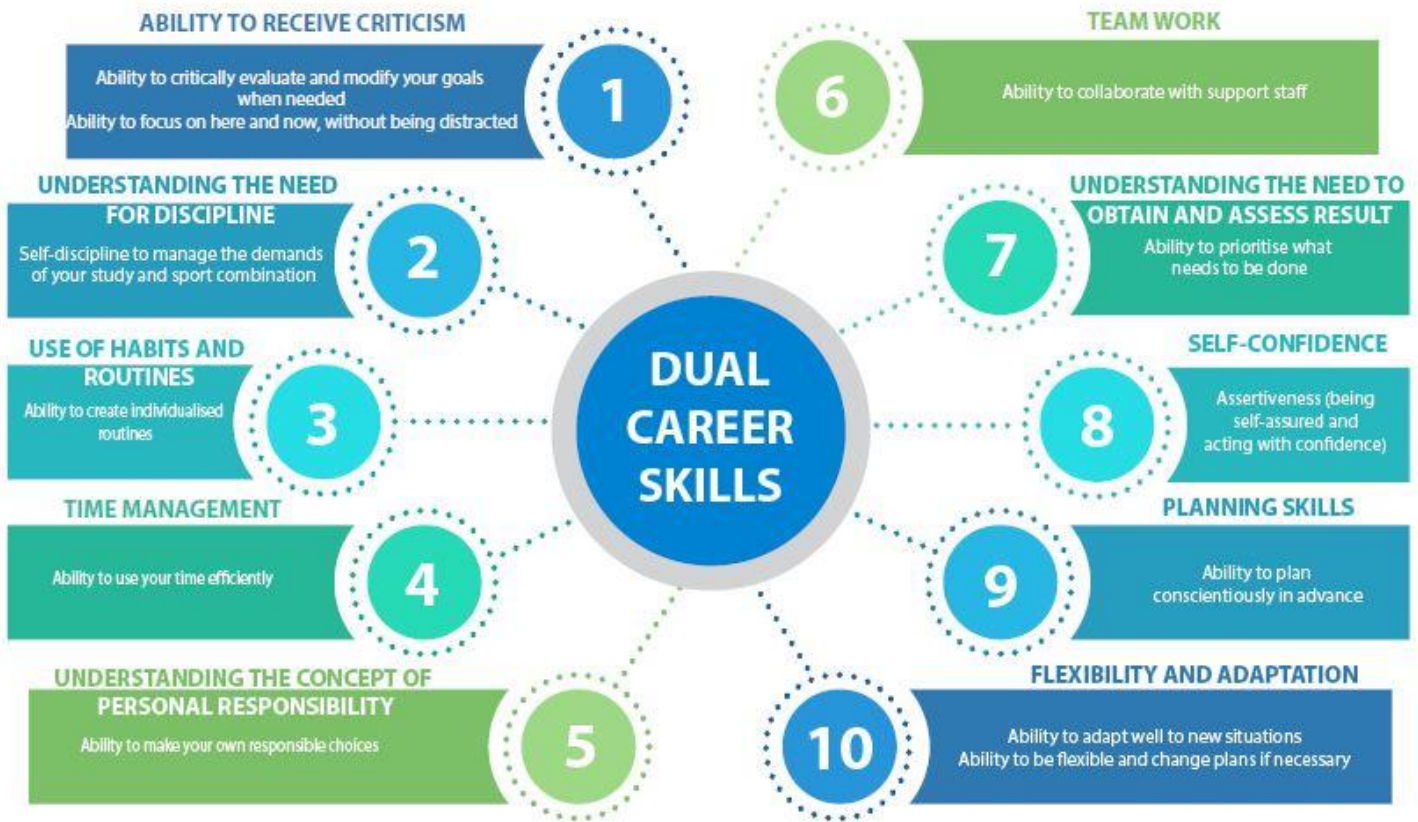 ABILITY TO RECEIVE CRITICISM
Ability to critically evaluate and modify your goals
when needed
Ability to focus on here and now, without being distracted
1
UNDERSTANDING THE NEED
FOR DISCIPLINE
Self-discipline to manage the demands
of your study and sport combination
2
USE OF HABITS AND
ROUTINES
Ability to create individualised
routines
3
TIME MANAGEMENT
Ability to use your time efficiently
4
UNDERSTANDING THE CONCEPT OF
PERSONAL RESPONSIBILITY
Ability to make your own responsible choices
5
DUAL
CAREER
SKILLS
TEAM WORK
6
Ability to collaborate with support staff
UNDERSTANDING THE NEED TO
OBTAIN AND ASSESS RESULT
7
Ability to prioritise what
needs to be done
SELF-CONFIDENCE
8
Assertiveness (being
self-assured and
acting with confidence)
PLANNING SKILLS
9
Ability to plan
conscientiously in advance
FLEXIBILITY AND ADAPTATION
10
Ability to adapt well to new situations
Ability to be flexible and change plans if necessary